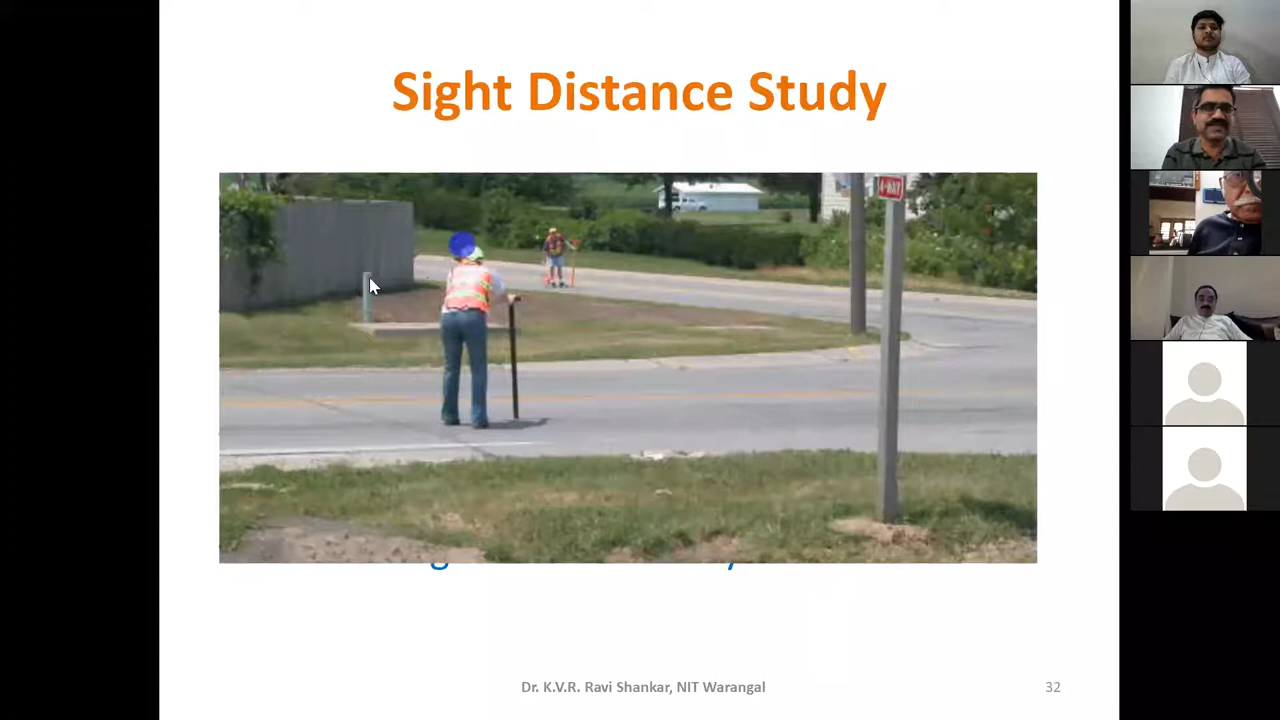 Sight Distance Study
4-WAY
Dr. K.V.R. Ravi Shankar, NIT Warangal
32